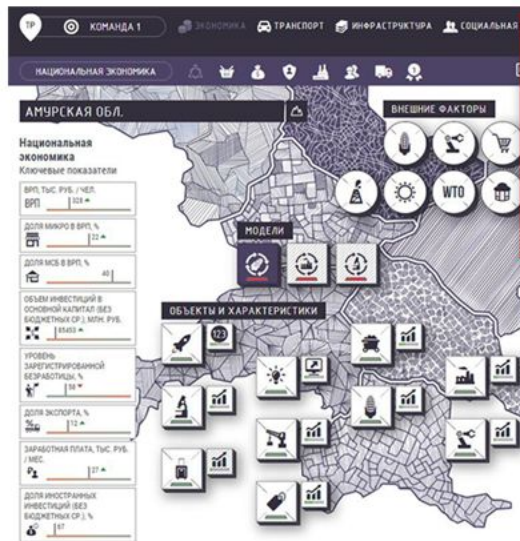 ТР
КОМАНДА 1
ЭКОНОМИКА
ТРАНСПОРТ
ИНФРАСТРУКТУРА
СОЦИАЛЬНАЯ
НАЦИОНАЛЬНАЯ ЭКОНОМИКА
АМУРСКАЯ ОБЛ.
ВНЕШНИЕ ФАКТОРЫ
WTO
Национальная
экономика
Ключевые показатели
ВРП, ТЫС. РУБ. / ЧЕЛ.
ВРП
328
ДОЛЯ МИКРО В ВРП, %
22
ДОЛЯ МСБ В ВРП, %
40
ОБЪЕМ ИНВЕСТИЦИЙ В
ОСНОВНОЙ КАПИТАЛ (БЕЗ
БЮДЖЕТНЫХ СР.), МЛН. РУБ.
85453
УРОВЕНЬ
ЗАРЕГИСТРИРОВАННОЙ
БЕЗРАБОТИЦЫ, %
ДОЛЯ ЭКСПОРТА, %
12
ЗАРАБОТНАЯ ПЛАТА, ТЫС. РУБ.
/ МЕС.
27
ДОЛЯ ИНОСТРАННЫХ
ИНВЕСТИЦИЙ (БЕЗ
БЮДЖЕТНЫХ СР.), %
67
МОДЕЛИ
ОБЪЕКТЫ И ХАРАКТЕРИСТИКИ
123